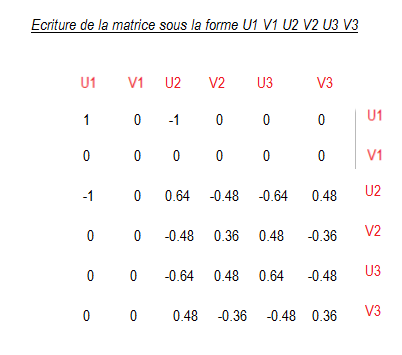 Ecriture de la matrice sous la forme U1 V1 U2 V2 U3 V3
U1 V1 U2 V2 U3 V3
1 0 -1 0 0 0 U1
0 0 0 0 0 0 V1
-1 0 0.64 -0.48 -0.64 0.48 U2
0 0 -0.48 0.36 0.48 -0.36 V2
0 0 -0.64 0.48 0.64 -0.48 U3
0 0 0.48 -0.36 -0.48 0.36 V3